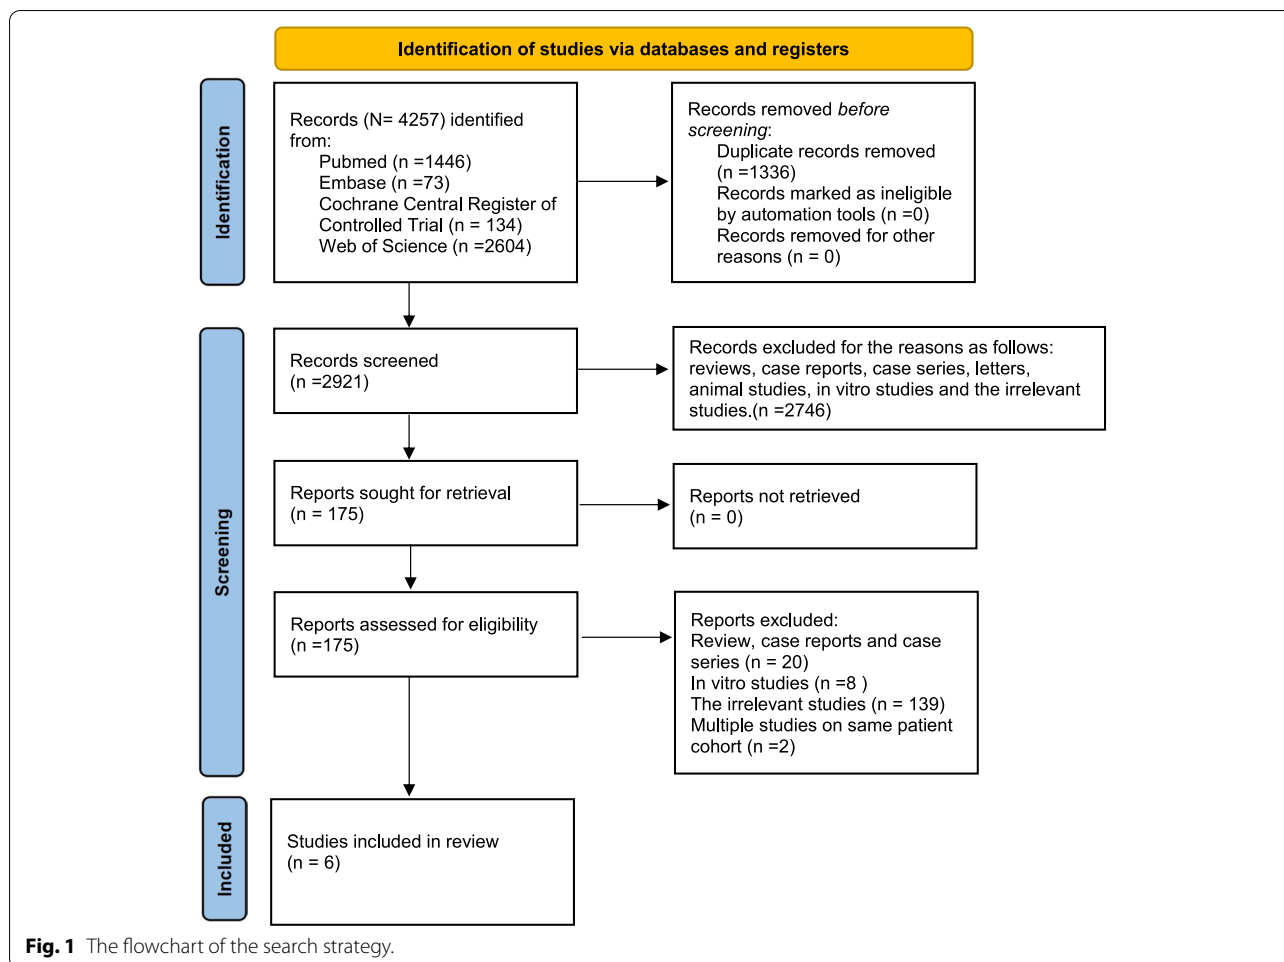 Identification of studies via databases and registers
Identification
Records (N= 4257) identified
from:
Pubmed (n =1446)
Embase (n =73)
Cochrane Central Register of
Controlled Trial (n = 134)
Web of Science (n =2604)
Records removed before
screening:
Duplicate records removed
(n =1336)
Records marked as ineligible
by automation tools (n =0)
Records removed for other
reasons (n = 0)
Screening
Records screened
(n =2921)
Records excluded for the reasons as follows:
reviews, case reports, case series, letters,
animal studies, in vitro studies and the irrelevant
studies.(n =2746)
Reports sought for retrieval
(n = 175)
Reports not retrieved
(n = 0)
Reports assessed for eligibility
(n =175)
Reports excluded:
Review, case reports and case
series (n = 20)
In vitro studies (n =8 )
The irrelevant studies (n = 139)
Multiple studies on same patient
cohort (n =2)
Included
Studies included in review
(n = 6)
Fig. 1 The flowchart of the search strategy.